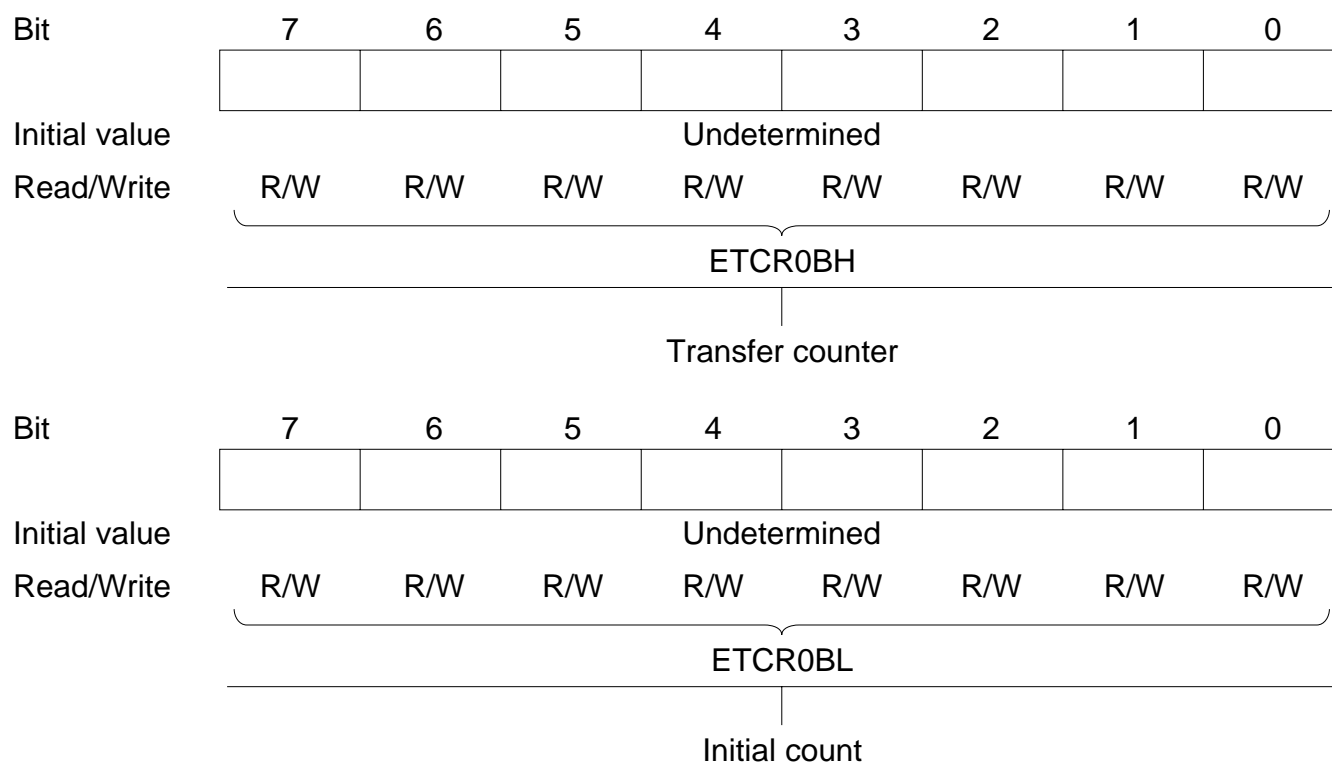 Bit 7 6 5 4 3 2 1 0
Initial value Undetermined
Read/Write R/W R/W R/W R/W R/W R/W R/W R/W
ETCR0BH
Transfer counter
Bit 7 6 5 4 3 2 1 0
Initial value Undetermined
Read/Write R/W R/W R/W R/W R/W R/W R/W R/W
ETCR0BL
Initial count